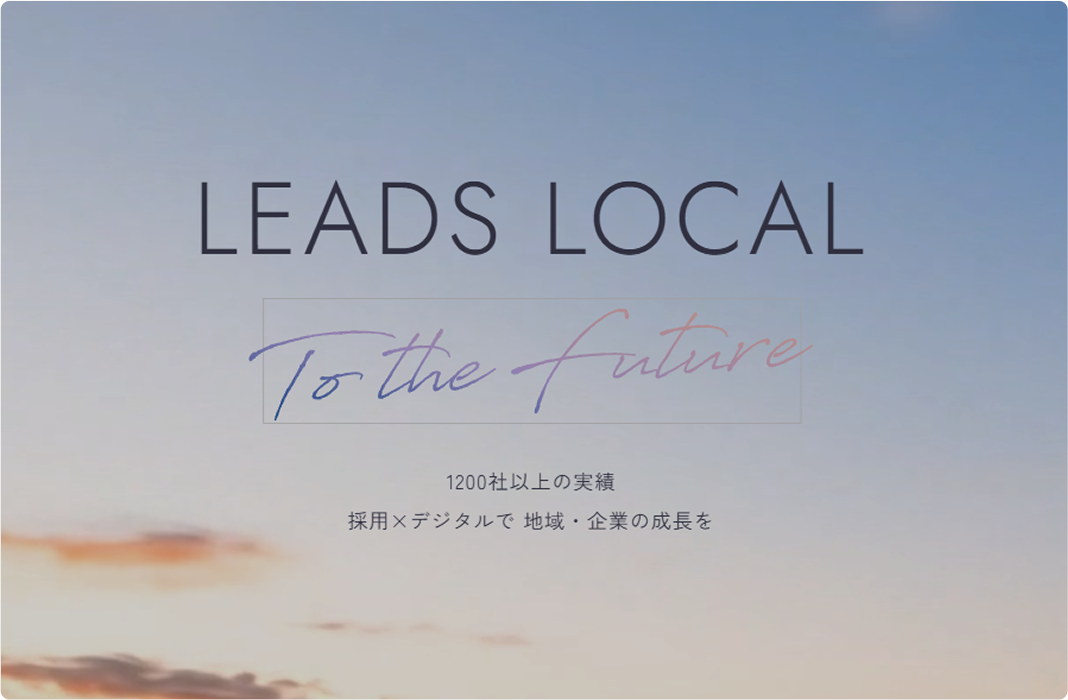 LEADS LOCAL
To the future
1200社以上の実績
採用×デジタルで 地域・企業の成長を